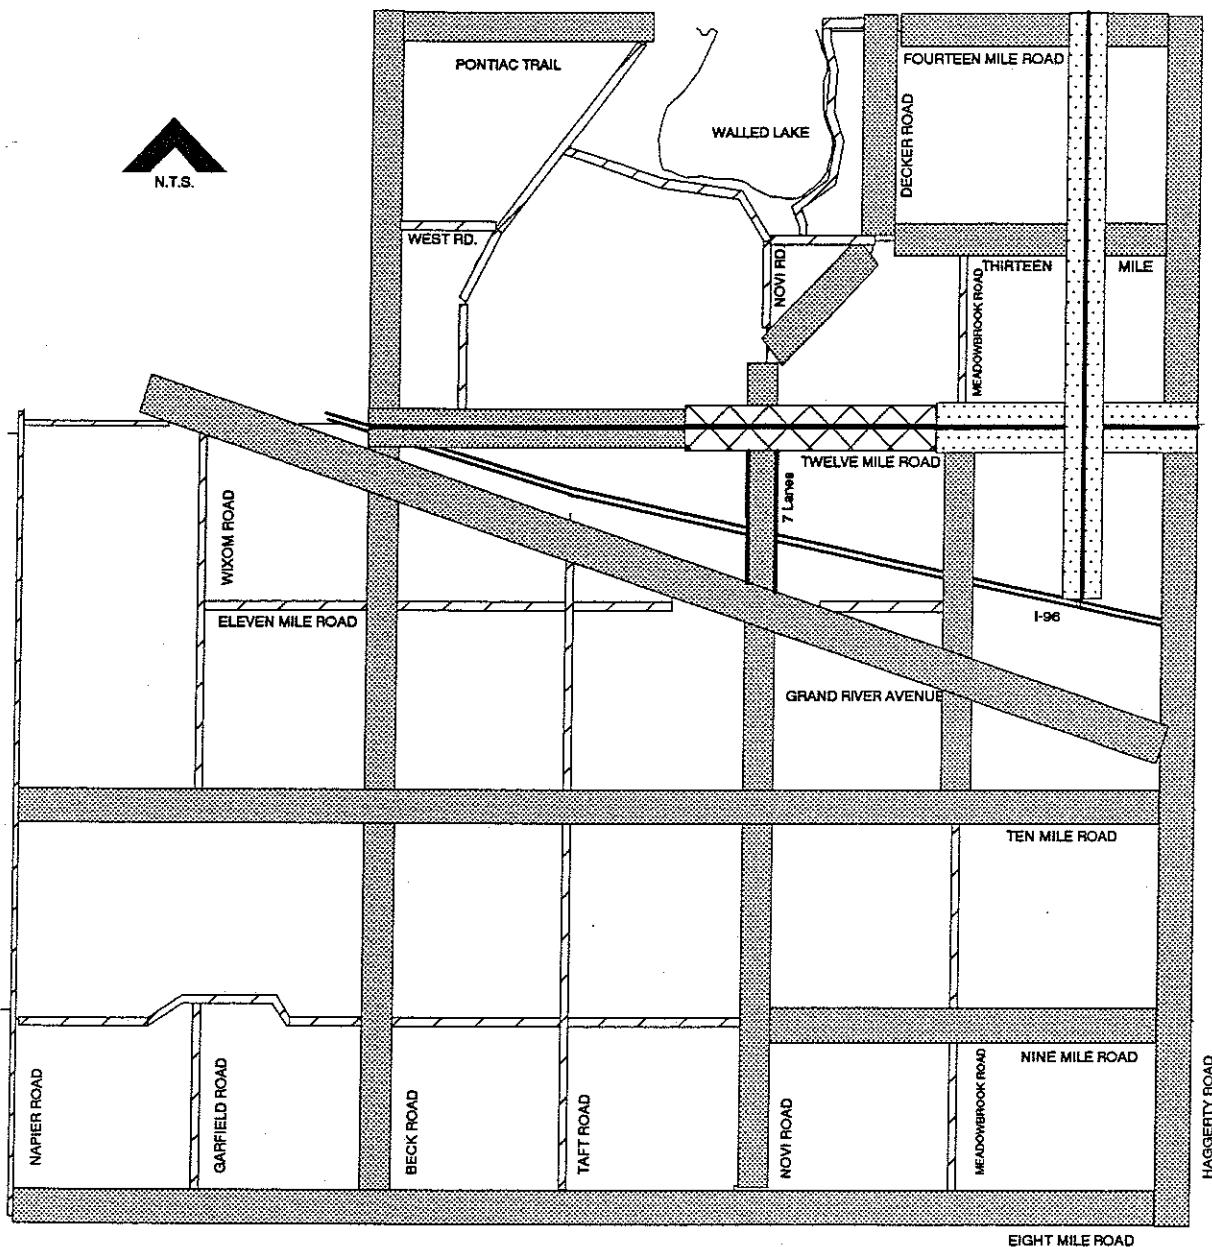 PONTIAC TRAIL
FOURTEEN MILE ROAD
WALLED LAKE
DECKER ROAD
N.T.S.
WEST RD.
NOVI RD.
THIRTEEN MILE
MEADOWBROOK ROAD
TWELVE MILE ROAD
7 Lanes
WIXOM ROAD
ELEVEN MILE ROAD
I-96
GRAND RIVER AVENUE
TEN MILE ROAD
NINE MILE ROAD
NAPIER ROAD
GARFIELD ROAD
BECK ROAD
TAFT ROAD
NOVI ROAD
MEADOWBROOK ROAD
HAGGERTY ROAD
EIGHT MILE ROAD